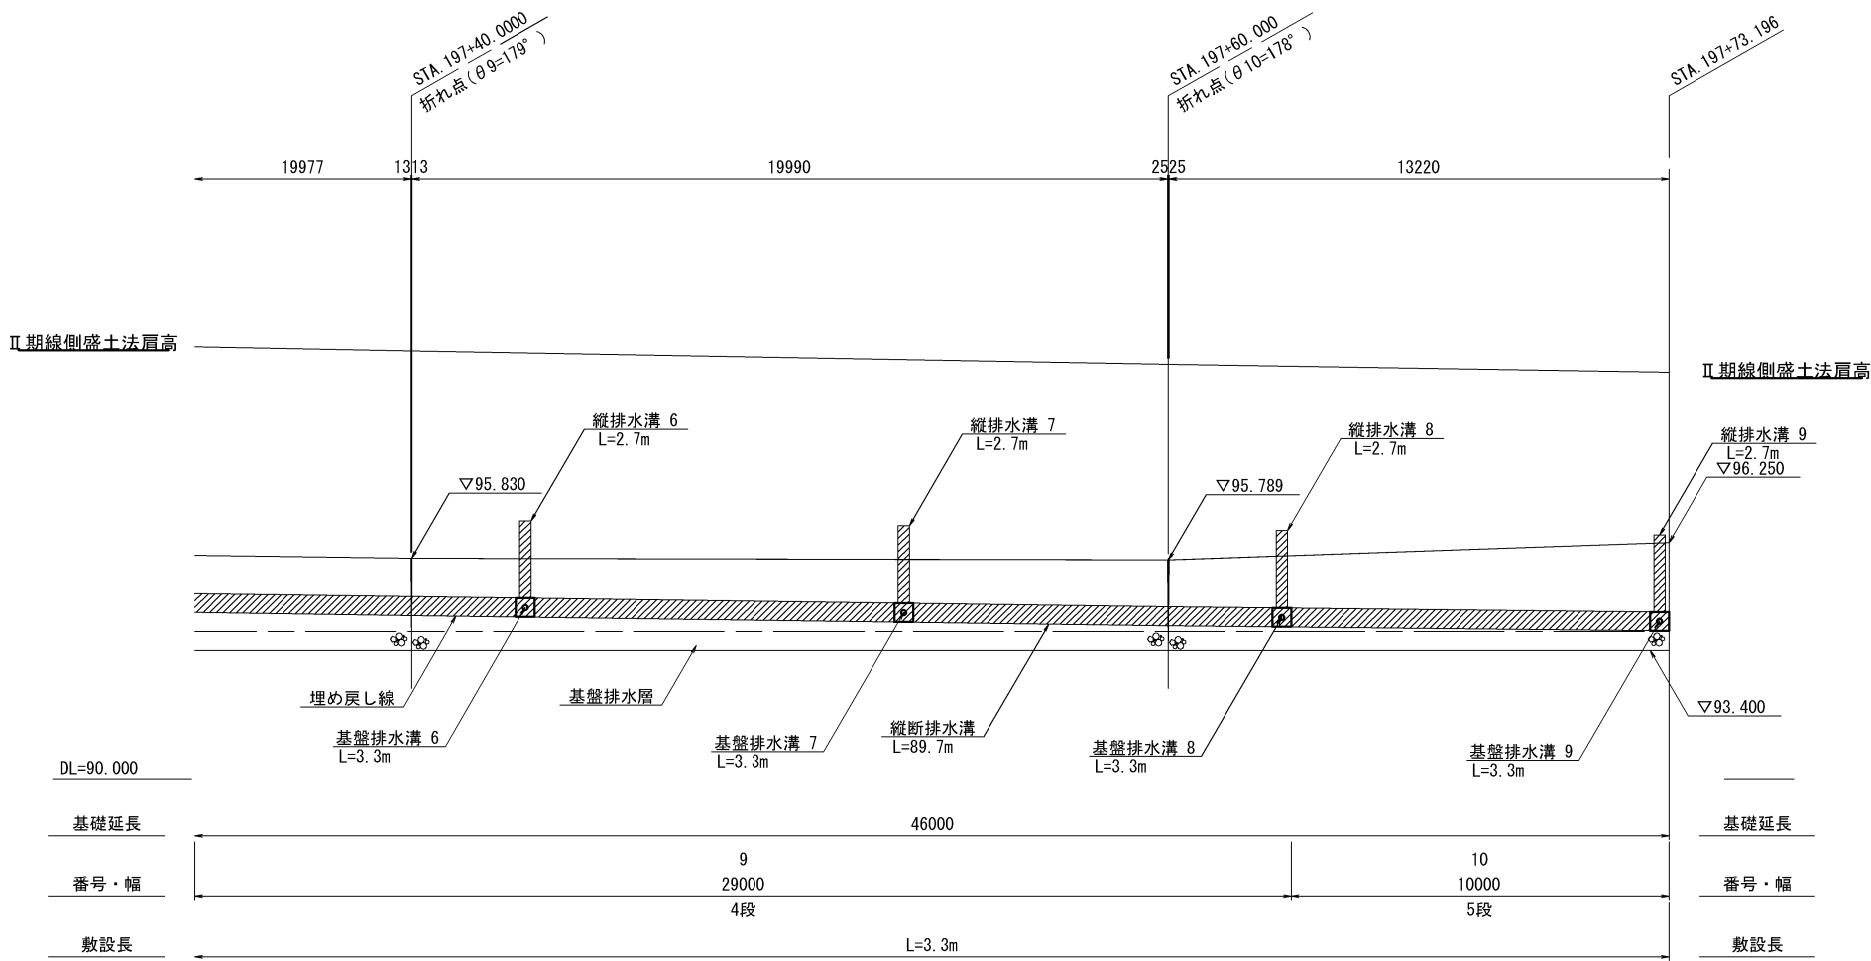 STA.197+40.0000
折れ点(θ9=179°)
STA.197+60.000
折れ点(θ10=178°)
STA.197+73.196
19977
1313
19990
2525
13220
Ⅱ期線側盛土法肩高
Ⅱ期線側盛土法肩高
縦排水溝 6
L=2.7m
縦排水溝 7
L=2.7m
縦排水溝 8
L=2.7m
縦排水溝 9
L=2.7m
▽96.250
▽95.830
▽95.789
埋め戻し線
基盤排水層
▽93.400
基盤排水溝 6
L=3.3m
基盤排水溝 7
L=3.3m
縦断排水溝
L=89.7m
基盤排水溝 8
L=3.3m
基盤排水溝 9
L=3.3m
DL=90.000
基礎延長
46000
基礎延長
9
10
番号・幅
29000
10000
番号・幅
4段
5段
敷設長
L=3.3m
敷設長